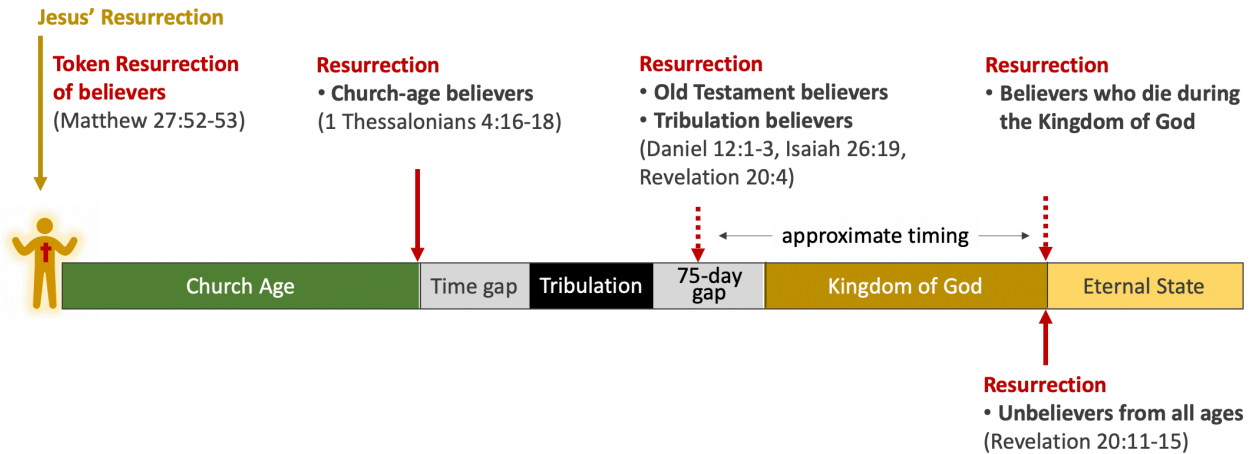 Jesus’ Resurrection
Token Resurrection
of believers
(Matthew 27:52-53)
Resurrection
• Church-age believers
(1 Thessalonians 4:16-18)
Resurrection
• Old Testament believers
• Tribulation believers
(Daniel 12:1-3, Isaiah 26:19,
Revelation 20:4)
Resurrection
• Believers who die during
the Kingdom of God
approximate timing
Church Age
Time gap
Tribulation
75-day
gap
Kingdom of God
Eternal State
Resurrection
• Unbelievers from all ages
(Revelation 20:11-15)